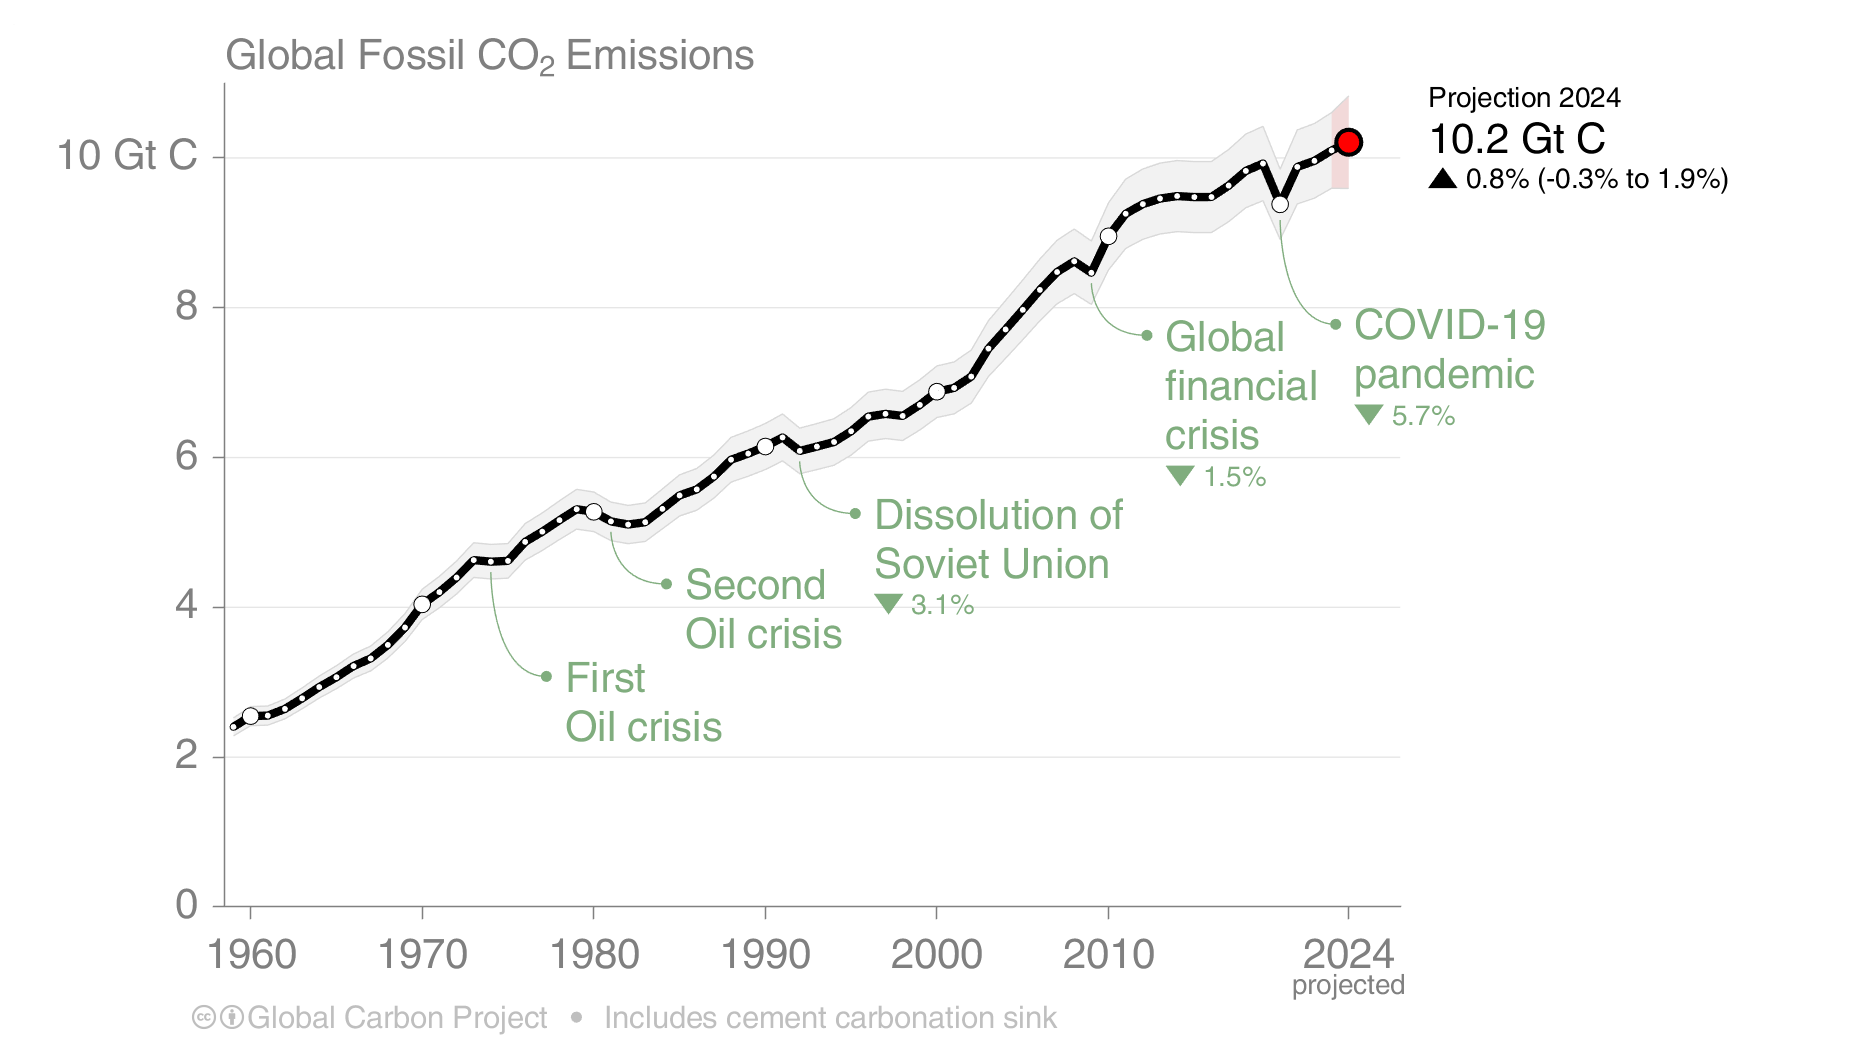 Global Fossil CO₂ Emissions
Projection 2024
10.2 Gt C
▲ 0.8% (-0.3% to 1.9%)
10 Gt C
8
6
4
2
0
COVID-19
pandemic
▼ 5.7%
Global
financial
crisis
▼ 1.5%
Dissolution of
Soviet Union
▼ 3.1%
Second
Oil crisis
First
Oil crisis
1960 1970 1980 1990 2000 2010 2024
projected
cc Global Carbon Project • Includes cement carbonation sink